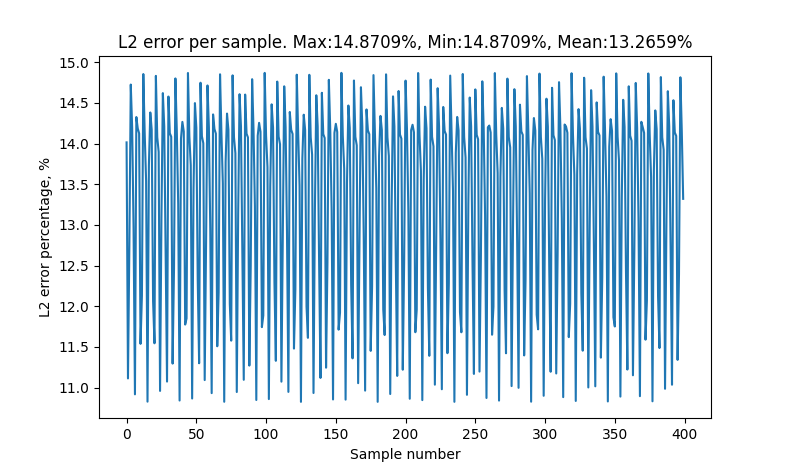 L2 error per sample. Max:14.8709%, Min:14.8709%, Mean:13.2659%
L2 error percentage, %
15.0
14.5
14.0
13.5
13.0
12.5
12.0
11.5
11.0
0 50 100 150 200 250 300 350 400
Sample number